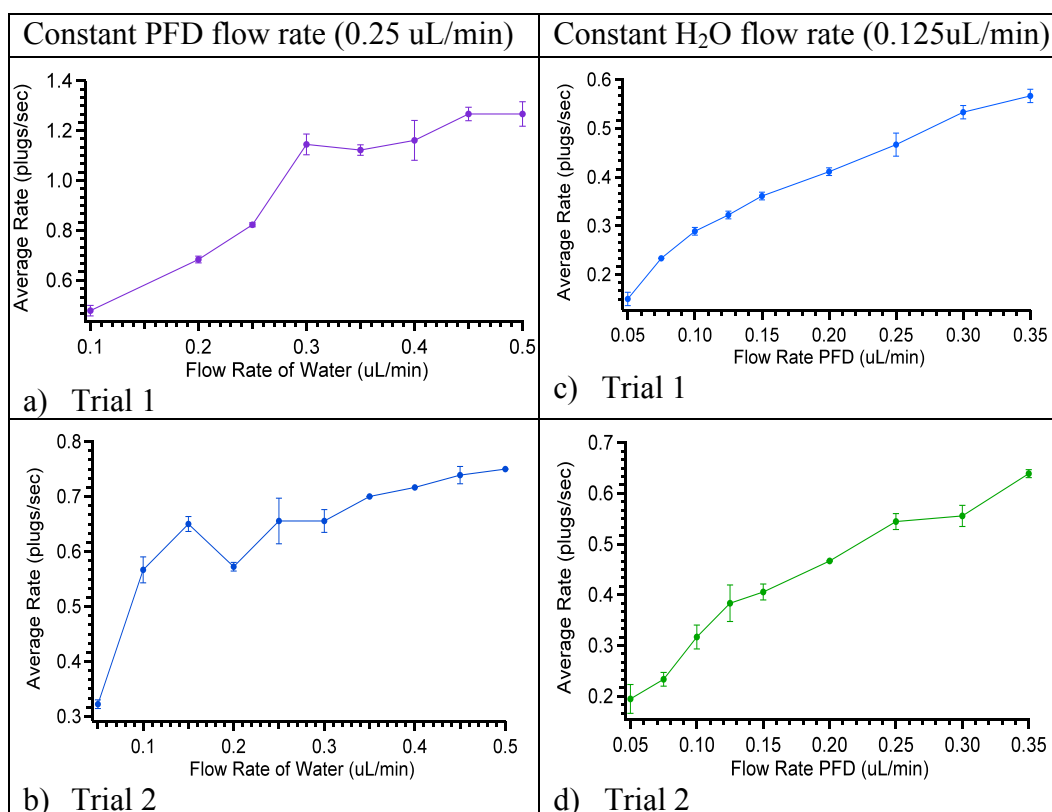 Constant PFD flow rate (0.25 uL/min)
Constant H₂O flow rate (0.125uL/min)
Average Rate (plugs/sec)
1.4
1.2
1.0
0.8
0.6
0.1 0.2 0.3 0.4 0.5
Flow Rate of Water (uL/min)
a) Trial 1
Average Rate (plugs/sec)
0.6
0.5
0.4
0.3
0.2
0.05 0.10 0.15 0.20 0.25 0.30 0.35
Flow Rate PFD (uL/min)
c) Trial 1
Average Rate (plugs/sec)
0.8
0.7
0.6
0.5
0.4
0.3
0.1 0.2 0.3 0.4 0.5
Flow Rate of Water (uL/min)
b) Trial 2
Average Rate (plugs/sec)
0.7
0.6
0.5
0.4
0.3
0.2
0.05 0.10 0.15 0.20 0.25 0.30 0.35
Flow Rate PFD (uL/min)
d) Trial 2